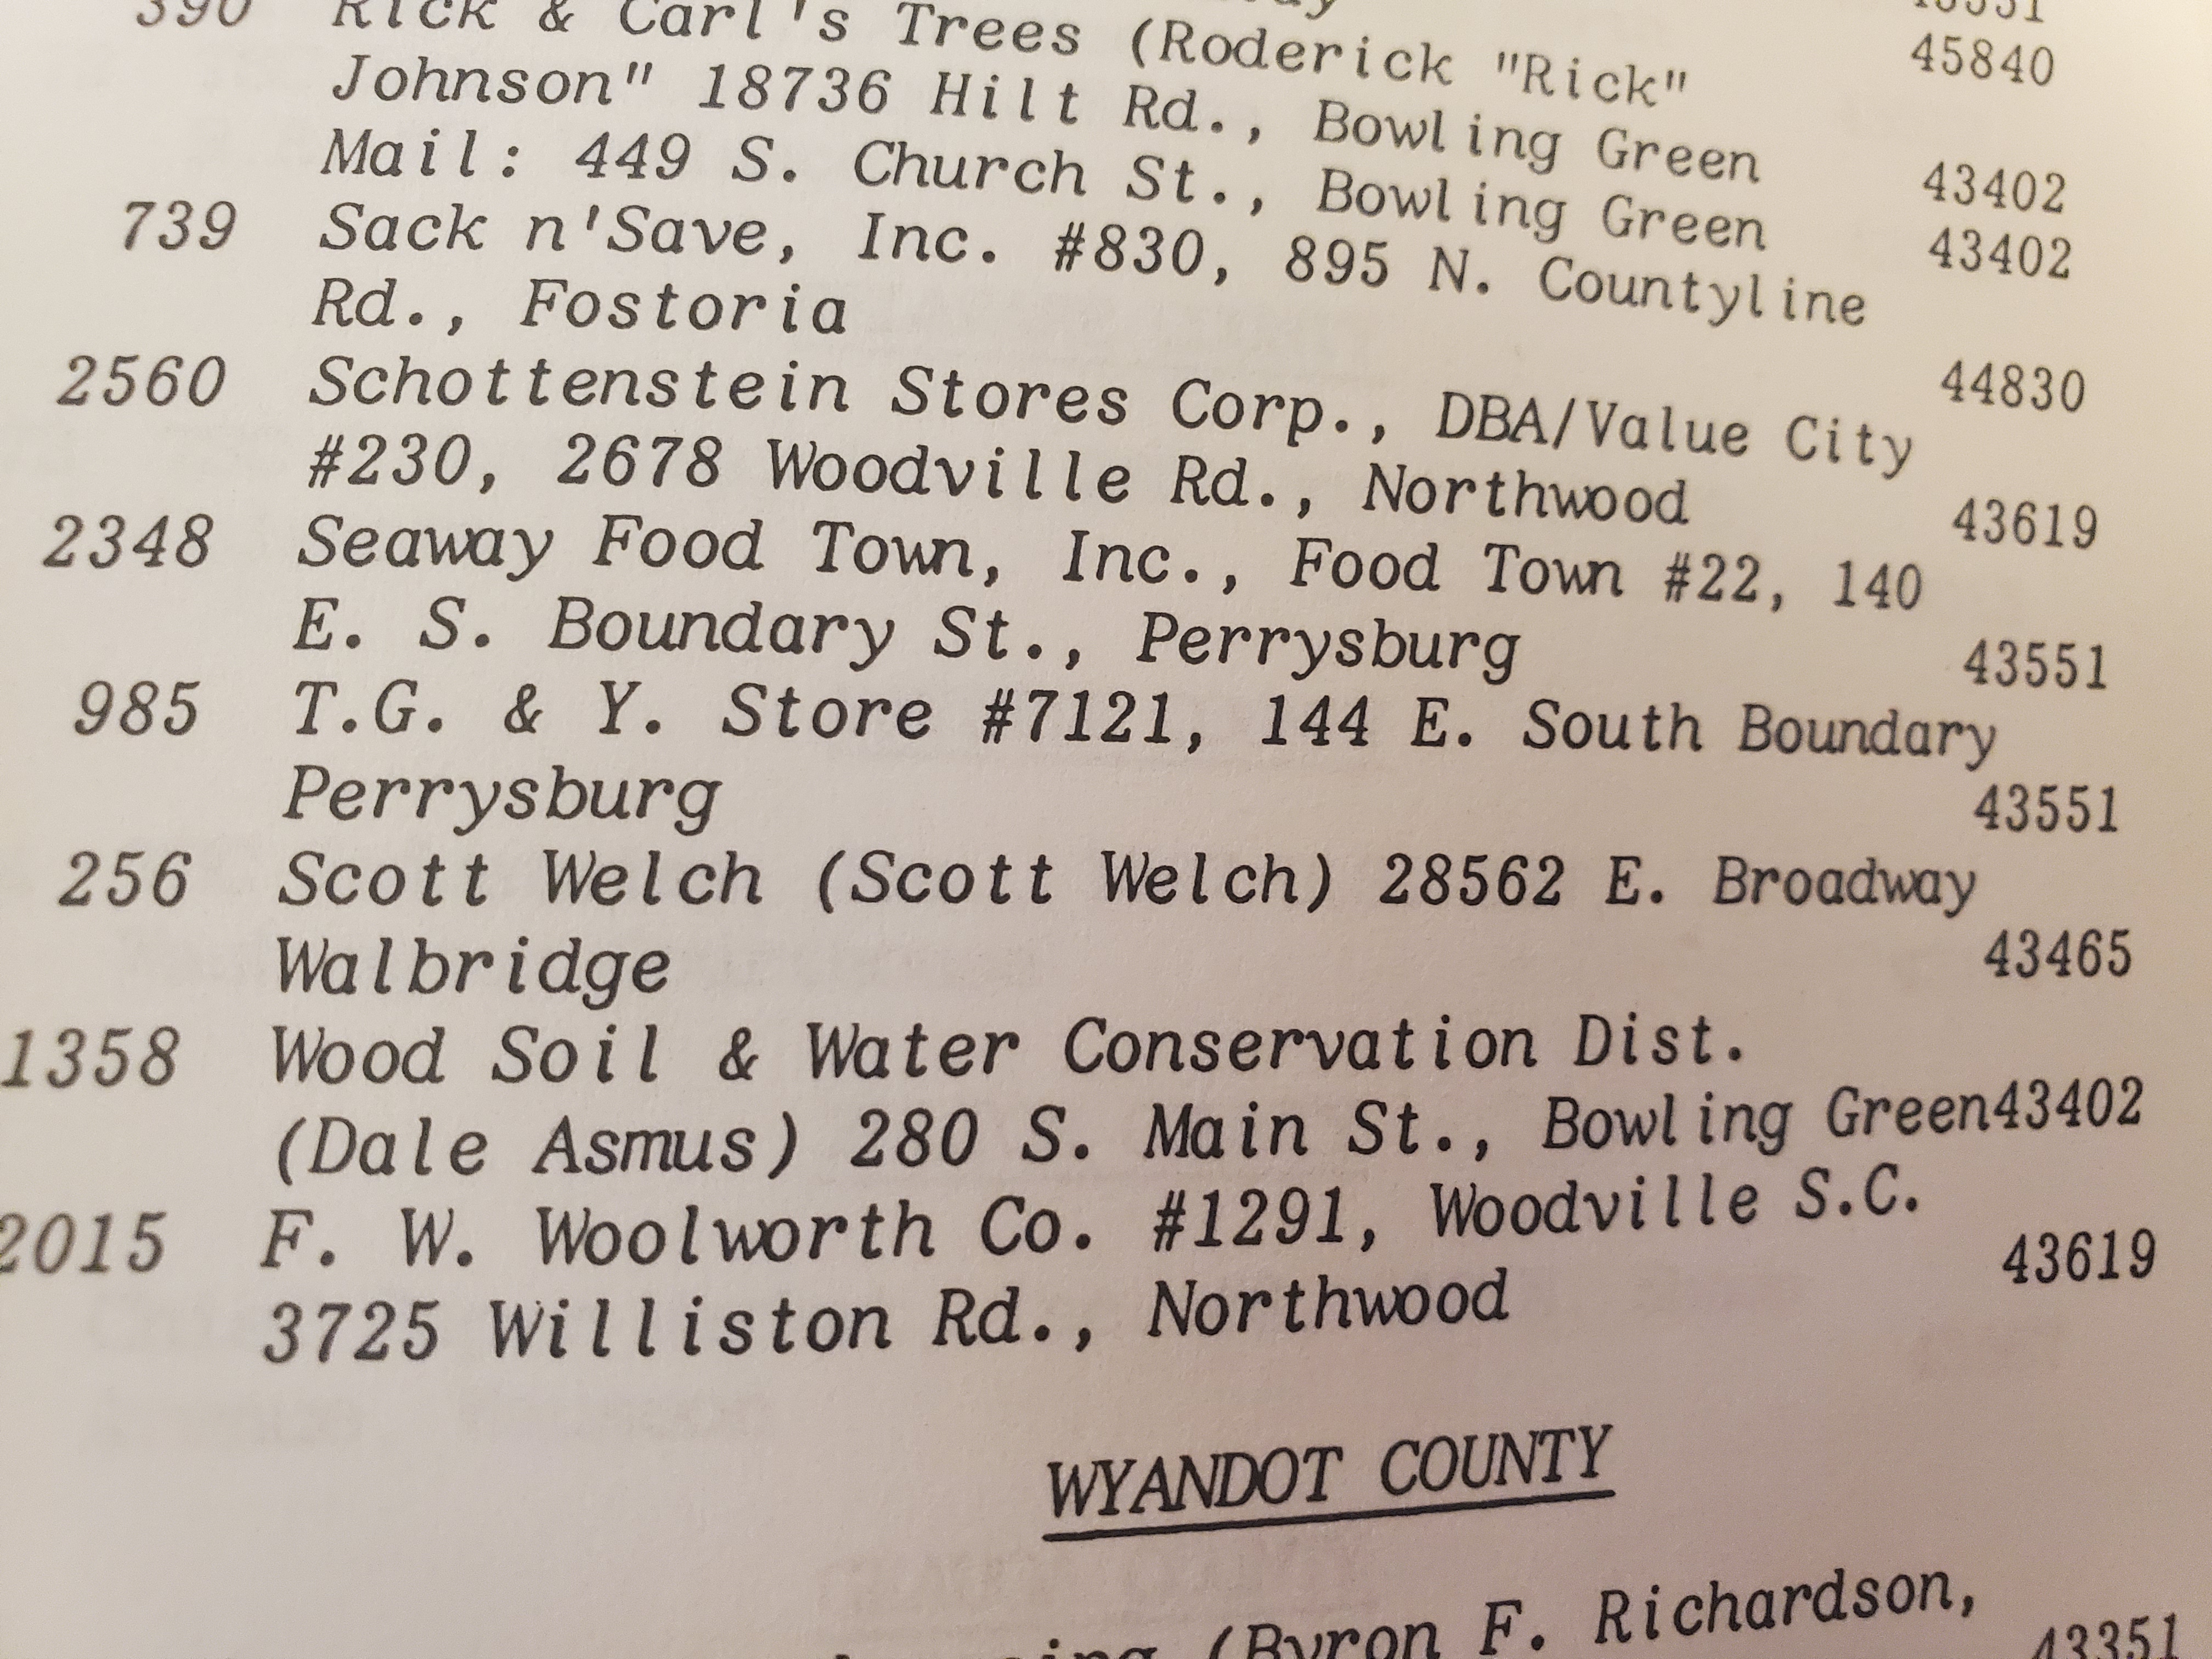 43551
390 Rick & Carl's Trees (Roderick "Rick" 45840
Johnson" 18736 Hilt Rd., Bowling Green 43402
Mail: 449 S. Church St., Bowling Green 43402
739 Sack n'Save, Inc. #830, 895 N. Countyline
Rd., Fostoria 44830
2560 Schottenstein Stores Corp., DBA/Value City
#230, 2678 Woodville Rd., Northwood 43619
2348 Seaway Food Town, Inc., Food Town #22, 140
E. S. Boundary St., Perrysburg 43551
985 T.G. & Y. Store #7121, 144 E. South Boundary
Perrysburg 43551
256 Scott Welch (Scott Welch) 28562 E. Broadway
Walbridge 43465
1358 Wood Soil & Water Conservation Dist.
(Dale Asmus) 280 S. Main St., Bowling Green43402
2015 F. W. Woolworth Co. #1291, Woodville S.C.
3725 Williston Rd., Northwood 43619
WYANDOT COUNTY
(Byron F. Richardson,
43351